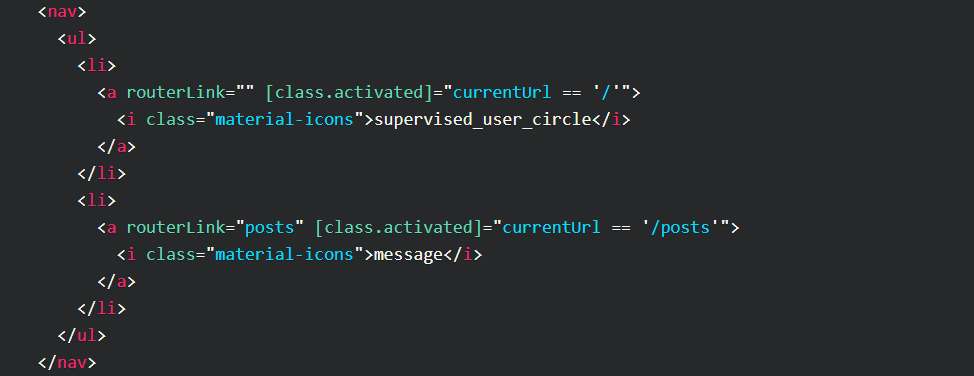 <nav>
  <ul>
    <li>
      <a routerLink="" [class.activated]="currentUrl == '/'">
        <i class="material-icons">supervised_user_circle</i>
      </a>
    </li>
    <li>
      <a routerLink="posts" [class.activated]="currentUrl == '/posts'">
        <i class="material-icons">message</i>
      </a>
    </li>
  </ul>
</nav>